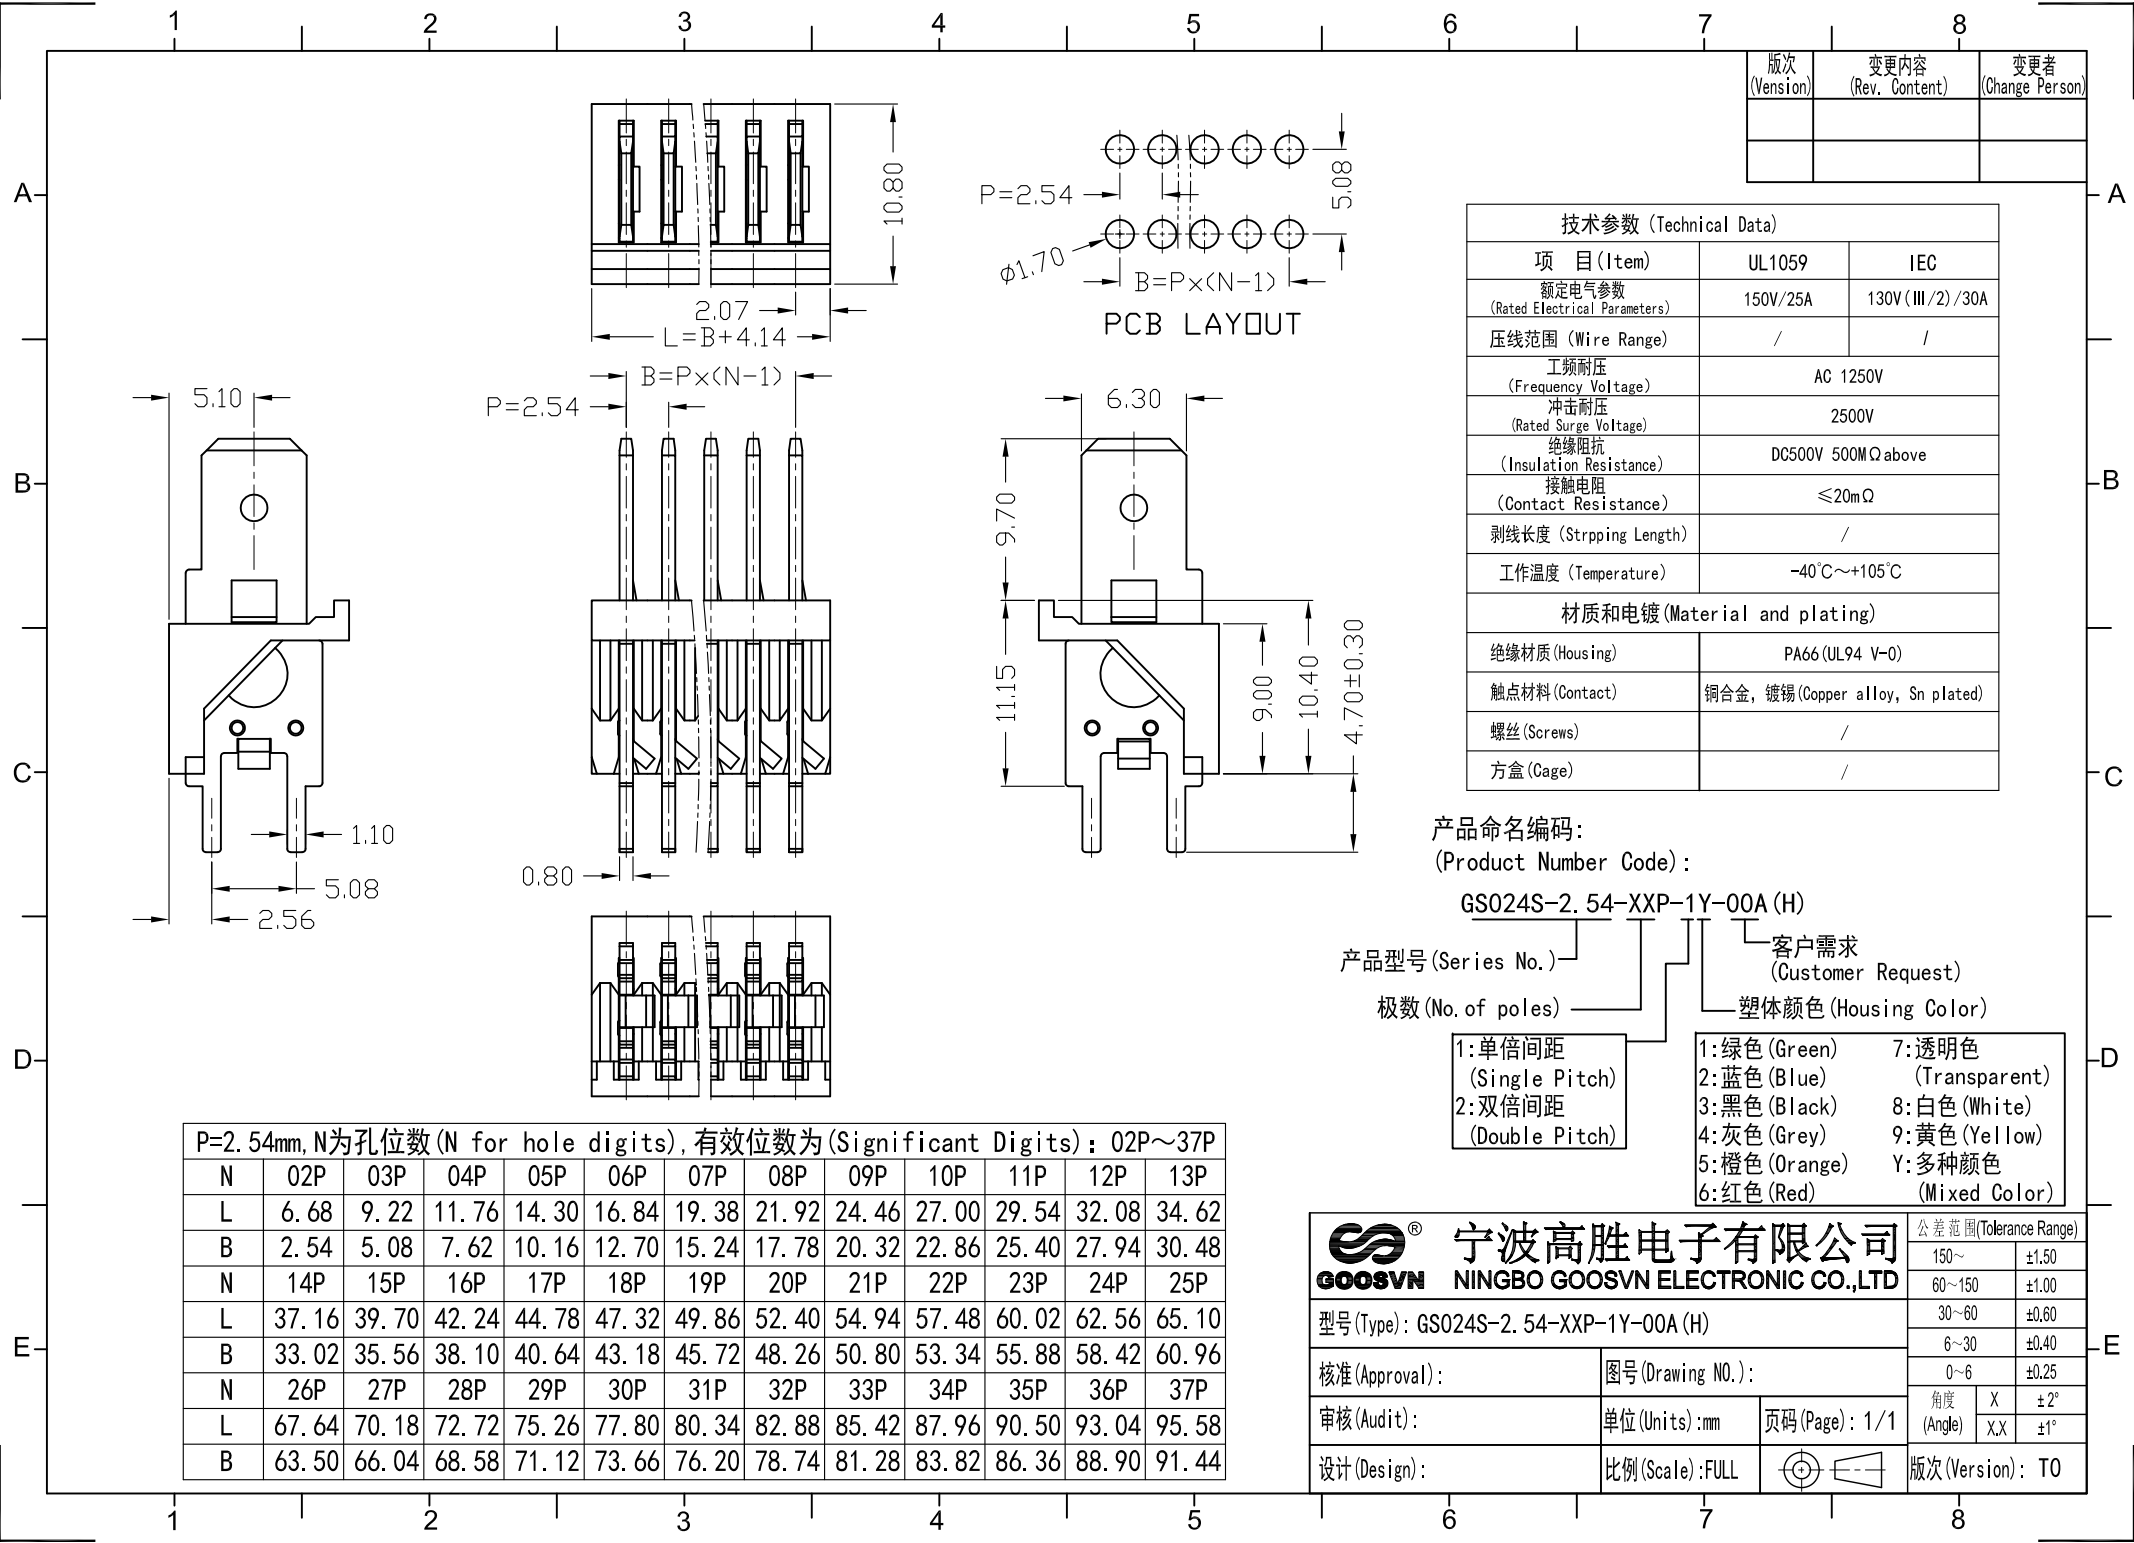 1 2 3 4 5 6 7 8
A
B
C
D
E
A
B
C
D
E
1 2 3 4 5 6 7 8
版次 变更内容 变更者
(Vension) (Rev. Content) (Change Person)
10.80
2.07
L=B+4.14
P=2.54
5.08
Ø1.70
B=P×(N-1)
PCB LAYOUT
5.10
1.10
5.08
2.56
B=P×(N-1)
P=2.54
0.80
6.30
9.70
11.15
9.00
10.40
4.70±0.30
技术参数 (Technical Data)
项 目(Item) UL1059 IEC
额定电气参数
(Rated Electrical Parameters) 150V/25A 130V(Ⅲ/2)/30A
压线范围 (Wire Range) / /
工频耐压
(Frequency Voltage) AC 1250V
冲击耐压
(Rated Surge Voltage) 2500V
绝缘阻抗
(Insulation Resistance) DC500V 500MΩabove
接触电阻
(Contact Resistance) ≤20mΩ
剥线长度 (Strpping Length) /
工作温度 (Temperature) -40℃～+105℃
材质和电镀(Material and plating)
绝缘材质(Housing) PA66(UL94 V-0)
触点材料(Contact) 铜合金, 镀锡(Copper alloy, Sn plated)
螺丝(Screws) /
方盒(Cage) /
产品命名编码:
(Product Number Code):
GS024S-2.54-XXP-1Y-00A(H)
产品型号(Series No.)
客户需求
(Customer Request)
极数(No.of poles)
塑体颜色(Housing Color)
1:单倍间距
(Single Pitch)
2:双倍间距
(Double Pitch)
1:绿色(Green) 7:透明色
2:蓝色(Blue) (Transparent)
3:黑色(Black) 8:白色(White)
4:灰色(Grey) 9:黄色(Yellow)
5:橙色(Orange) Y:多种颜色
6:红色(Red) (Mixed Color)
P=2.54mm,N为孔位数(N for hole digits),有效位数为(Significant Digits): 02P～37P
N 02P 03P 04P 05P 06P 07P 08P 09P 10P 11P 12P 13P
L 6.68 9.22 11.76 14.30 16.84 19.38 21.92 24.46 27.00 29.54 32.08 34.62
B 2.54 5.08 7.62 10.16 12.70 15.24 17.78 20.32 22.86 25.40 27.94 30.48
N 14P 15P 16P 17P 18P 19P 20P 21P 22P 23P 24P 25P
L 37.16 39.70 42.24 44.78 47.32 49.86 52.40 54.94 57.48 60.02 62.56 65.10
B 33.02 35.56 38.10 40.64 43.18 45.72 48.26 50.80 53.34 55.88 58.42 60.96
N 26P 27P 28P 29P 30P 31P 32P 33P 34P 35P 36P 37P
L 67.64 70.18 72.72 75.26 77.80 80.34 82.88 85.42 87.96 90.50 93.04 95.58
B 63.50 66.04 68.58 71.12 73.66 76.20 78.74 81.28 83.82 86.36 88.90 91.44
® 宁波高胜电子有限公司
GOOSVN NINGBO GOOSVN ELECTRONIC CO.,LTD
型号(Type): GS024S-2.54-XXP-1Y-00A(H)
核准(Approval): 图号(Drawing NO.):
审核(Audit): 单位(Units):mm 页码(Page): 1/1
设计(Design): 比例(Scale):FULL
公差范围(Tolerance Range)
150～ ±1.50
60～150 ±1.00
30～60 ±0.60
6～30 ±0.40
0～6 ±0.25
角度 X ±2°
(Angle) X.X ±1°
版次(Version): T0